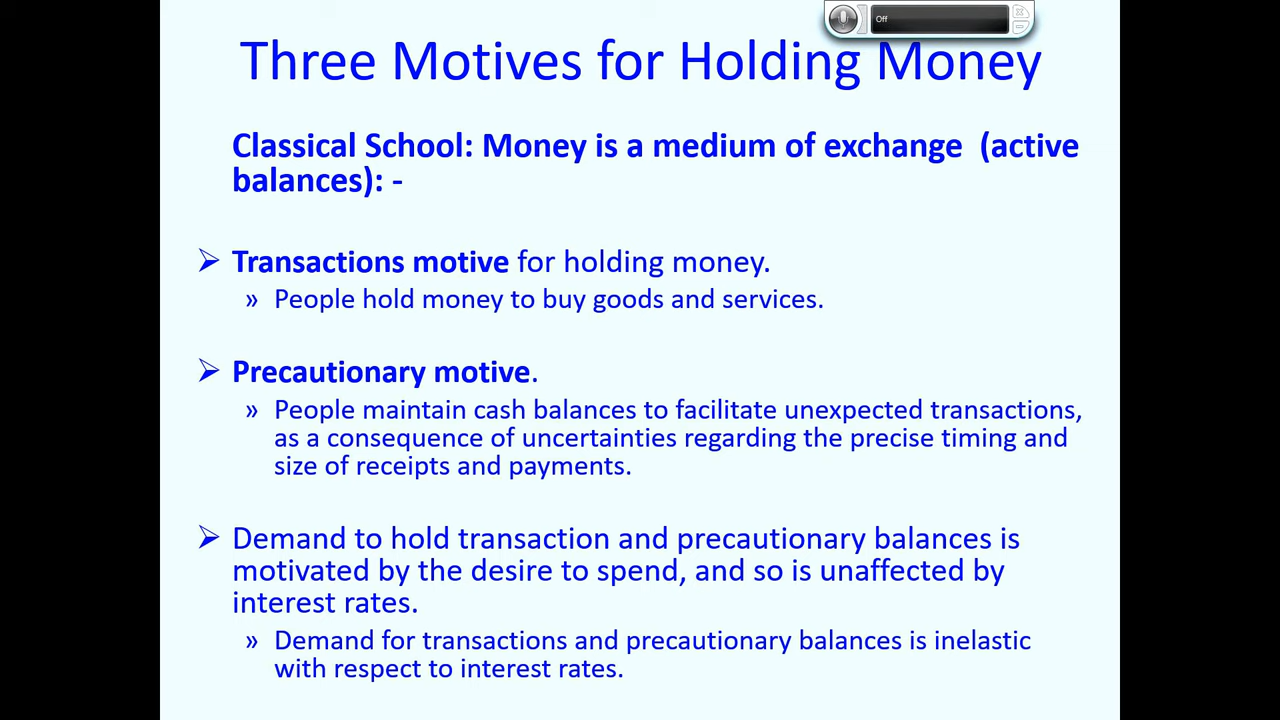 Off
Three Motives for Holding Money
Classical School: Money is a medium of exchange  (active
balances): -
➢ Transactions motive for holding money.
» People hold money to buy goods and services.
➢ Precautionary motive.
» People maintain cash balances to facilitate unexpected transactions,
as a consequence of uncertainties regarding the precise timing and
size of receipts and payments.
➢ Demand to hold transaction and precautionary balances is
motivated by the desire to spend, and so is unaffected by
interest rates.
» Demand for transactions and precautionary balances is inelastic
with respect to interest rates.